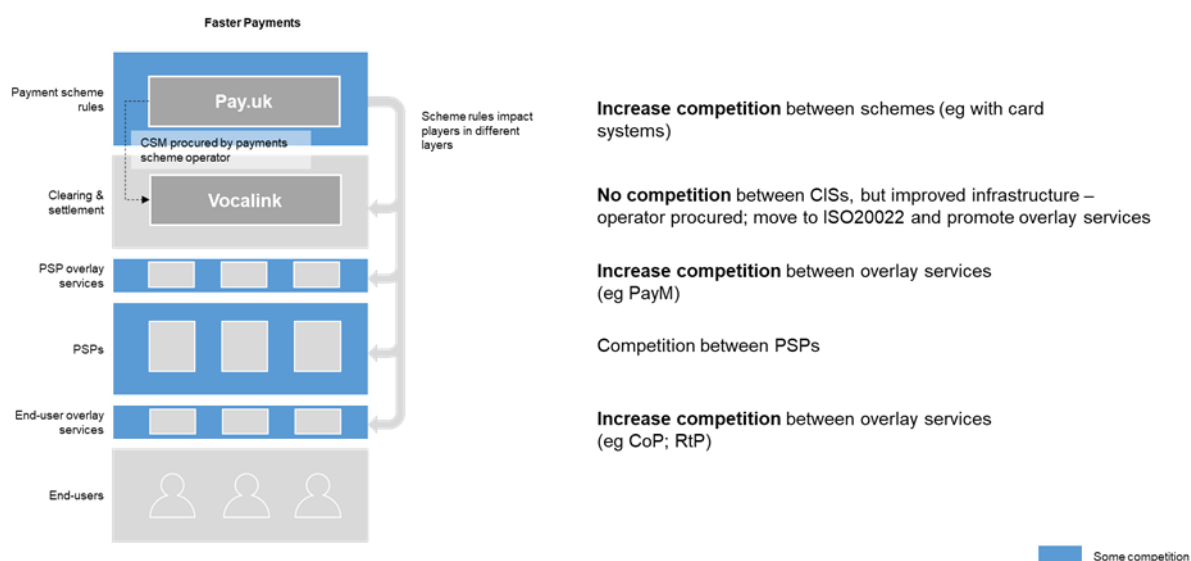 Faster Payments
Payment scheme
rules
Pay.uk
CSM procured by payments
scheme operator
Scheme rules impact
players in different
layers
Increase competition between schemes (eg with card
systems)
Clearing &
settlement
Vocalink
No competition between CISs, but improved infrastructure –
operator procured; move to ISO20022 and promote overlay services
PSP overlay
services
Increase competition between overlay services
(eg PayM)
PSPs
Competition between PSPs
End-user overlay
services
Increase competition between overlay services
(eg CoP; RtP)
End-users
Some competition